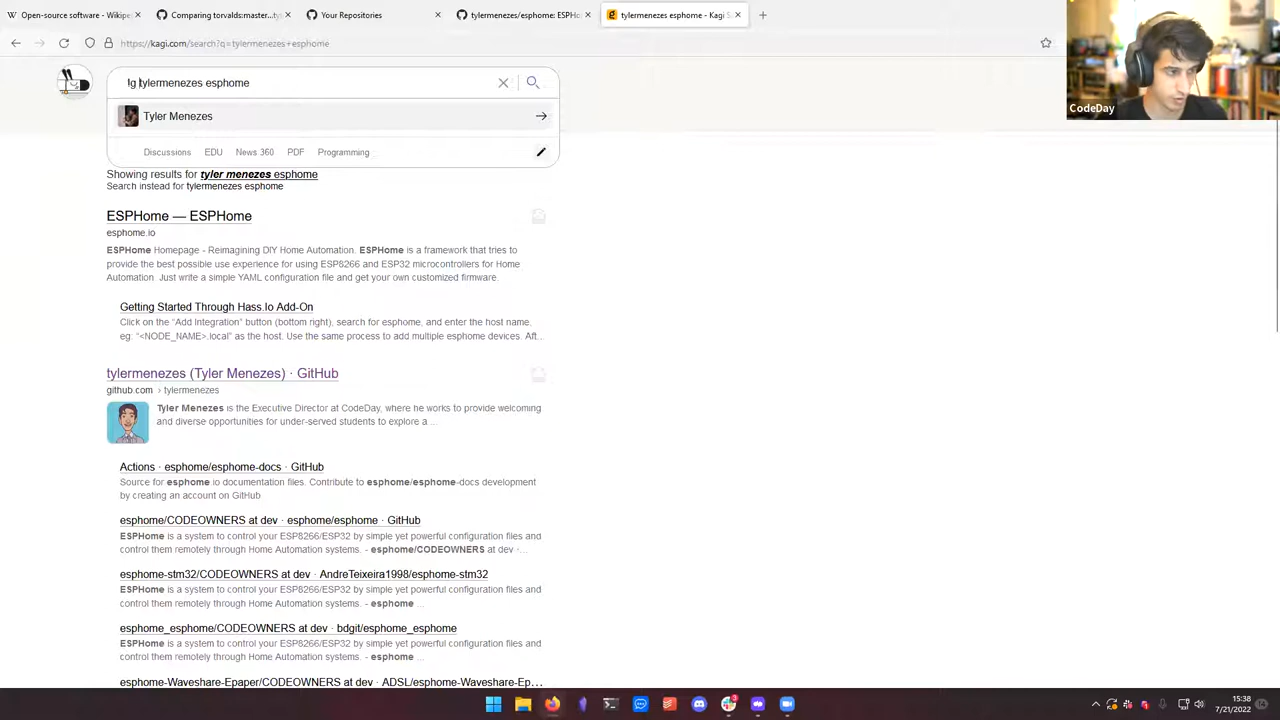 Open-source software - Wikipe
Comparing torvalds:master...ty
Your Repositories
tylermenezes/esphome: ESPHo
tylermenezes esphome - Kagi S
https://kagi.com/search?q=tylermenezes+esphome
!g tylermenezes esphome
CodeDay
Tyler Menezes
Discussions EDU News 360 PDF Programming
Showing results for tyler menezes esphome
Search instead for tylermenezes esphome
ESPHome — ESPHome
esphome.io
ESPHome Homepage - Reimagining DIY Home Automation. ESPHome is a framework that tries to
provide the best possible use experience for using ESP8266 and ESP32 microcontrollers for Home
Automation. Just write a simple YAML configuration file and get your own customized firmware.
Getting Started Through Hass.Io Add-On
Click on the “Add Integration” button (bottom right), search for esphome, and enter the host name,
eg: “<NODE_NAME>.local” as the host. Use the same process to add multiple esphome devices. Aft...
tylermenezes (Tyler Menezes) · GitHub
github.com › tylermenezes
Tyler Menezes is the Executive Director at CodeDay, where he works to provide welcoming
and diverse opportunities for under-served students to explore a...
Actions · esphome/esphome-docs · GitHub
Source for esphome.io documentation files. Contribute to esphome/esphome-docs development
by creating an account on GitHub
esphome/CODEOWNERS at dev · esphome/esphome · GitHub
ESPHome is a system to control your ESP8266/ESP32 by simple yet powerful configuration files and
control them remotely through Home Automation systems. - esphome/CODEOWNERS at dev ·...
esphome-stm32/CODEOWNERS at dev · AndreTeixeira1998/esphome-stm32
ESPHome is a system to control your ESP8266/ESP32 by simple yet powerful configuration files and
control them remotely through Home Automation systems. - esphome ...
esphome_esphome/CODEOWNERS at dev · bdgit/esphome_esphome
ESPHome is a system to control your ESP8266/ESP32 by simple yet powerful configuration files and
control them remotely through Home Automation systems. - esphome ...
esphome-Waveshare-Epaper/CODEOWNERS at dev · ADSL/esphome-Waveshare-Ep...
15:38
7/21/2022